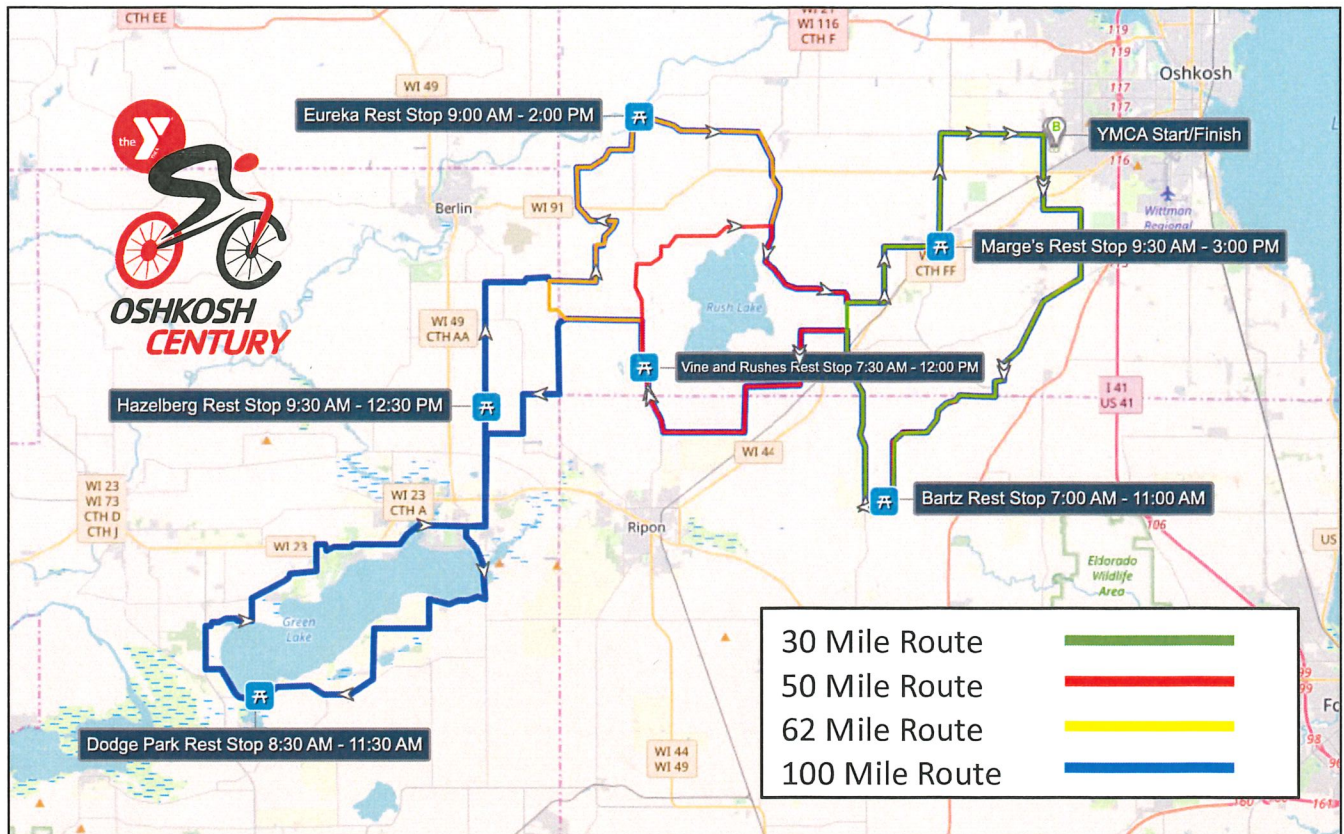 CTH EE
WI 21
WI 116
CTH F
119
119
Oshkosh
WI 49
117
117
Eureka Rest Stop 9:00 AM - 2:00 PM
B
YMCA Start/Finish
the Y
116
Berlin
WI 91
Wittman
Regional
Marge's Rest Stop 9:30 AM - 3:00 PM
CTH FF
OSHKOSH
CENTURY
Rush Lake
WI 49
CTH AA
Vine and Rushes Rest Stop 7:30 AM - 12:00 PM
Hazelberg Rest Stop 9:30 AM - 12:30 PM
I 41
US 41
WI 44
WI 23
WI 73
CTH D
CTH J
WI 23
CTH A
Bartz Rest Stop 7:00 AM - 11:00 AM
Ripon
106
WI 23
US
Eldorado
Wildlife
Area
Green
Lake
30 Mile Route
50 Mile Route
62 Mile Route
100 Mile Route
99
99
Fo
98
Dodge Park Rest Stop 8:30 AM - 11:30 AM
WI 44
WI 49
160
161